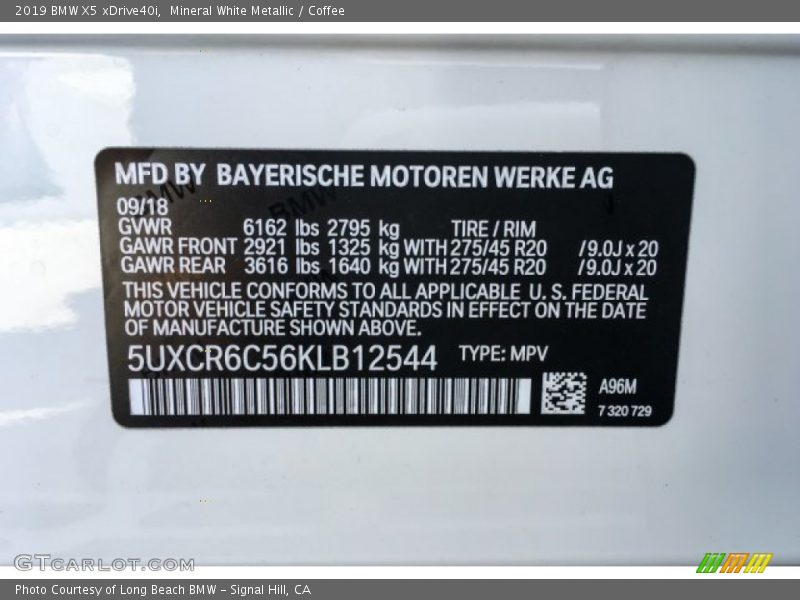 2019 BMW X5 xDrive40i,  Mineral White Metallic / Coffee
MFD BY BAYERISCHE MOTOREN WERKE AG
09/18
GVWR 6162 lbs 2795 kg TIRE / RIM
GAWR FRONT 2921 lbs 1325 kg WITH 275/45 R20 /9.0J x 20
GAWR REAR 3616 lbs 1640 kg WITH 275/45 R20 /9.0J x 20
THIS VEHICLE CONFORMS TO ALL APPLICABLE U. S. FEDERAL
MOTOR VEHICLE SAFETY STANDARDS IN EFFECT ON THE DATE
OF MANUFACTURE SHOWN ABOVE.
5UXCR6C56KLB12544 TYPE: MPV
A96M
7 320 729
GTCARLOT.COM
Photo Courtesy of Long Beach BMW - Signal Hill, CA